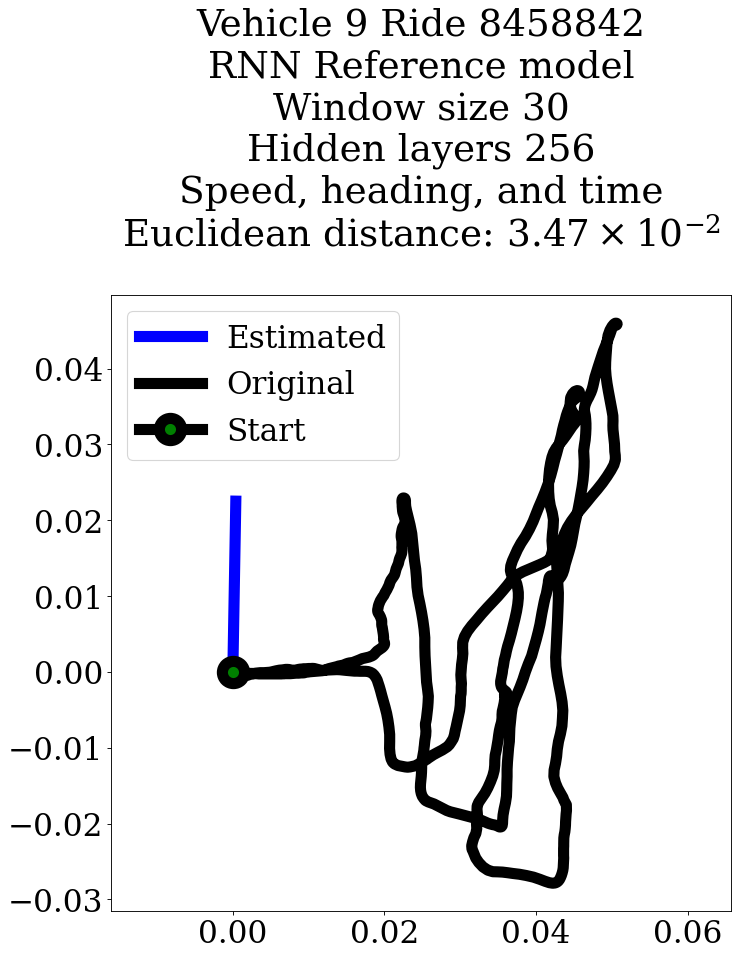 Vehicle 9 Ride 8458842
RNN Reference model
Window size 30
Hidden layers 256
Speed, heading, and time
Euclidean distance: 3.47 × 10⁻²
Estimated
Original
Start
0.04
0.03
0.02
0.01
0.00
−0.01
−0.02
−0.03
0.00 0.02 0.04 0.06